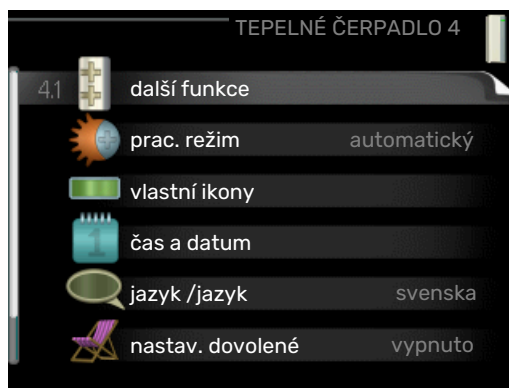 TEPELNÉ ČERPADLO 4
4.1 další funkce
prac. režim automatický
vlastní ikony
1
čas a datum
jazyk /jazyk svenska
nastav. dovolené vypnuto